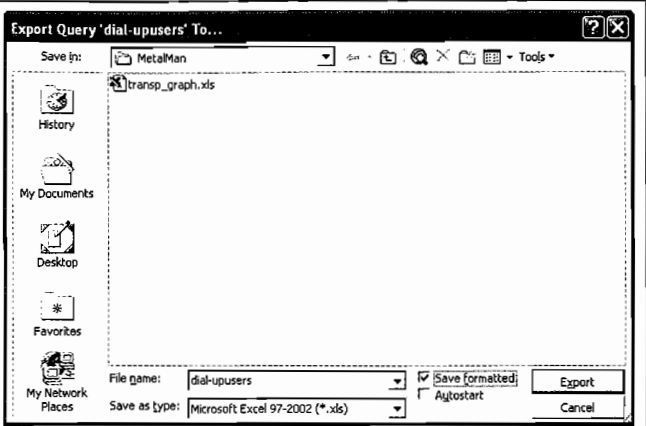 Export Query 'dial-upusers' To...
Save in:
MetalMan
Tools
transp_graph.xls
History
My Documents
Desktop
Favorites
My Network
Places
File name:
dial-upusers
Save as type:
Microsoft Excel 97-2002 (*.xls)
Save formatted
Autostart
Export
Cancel